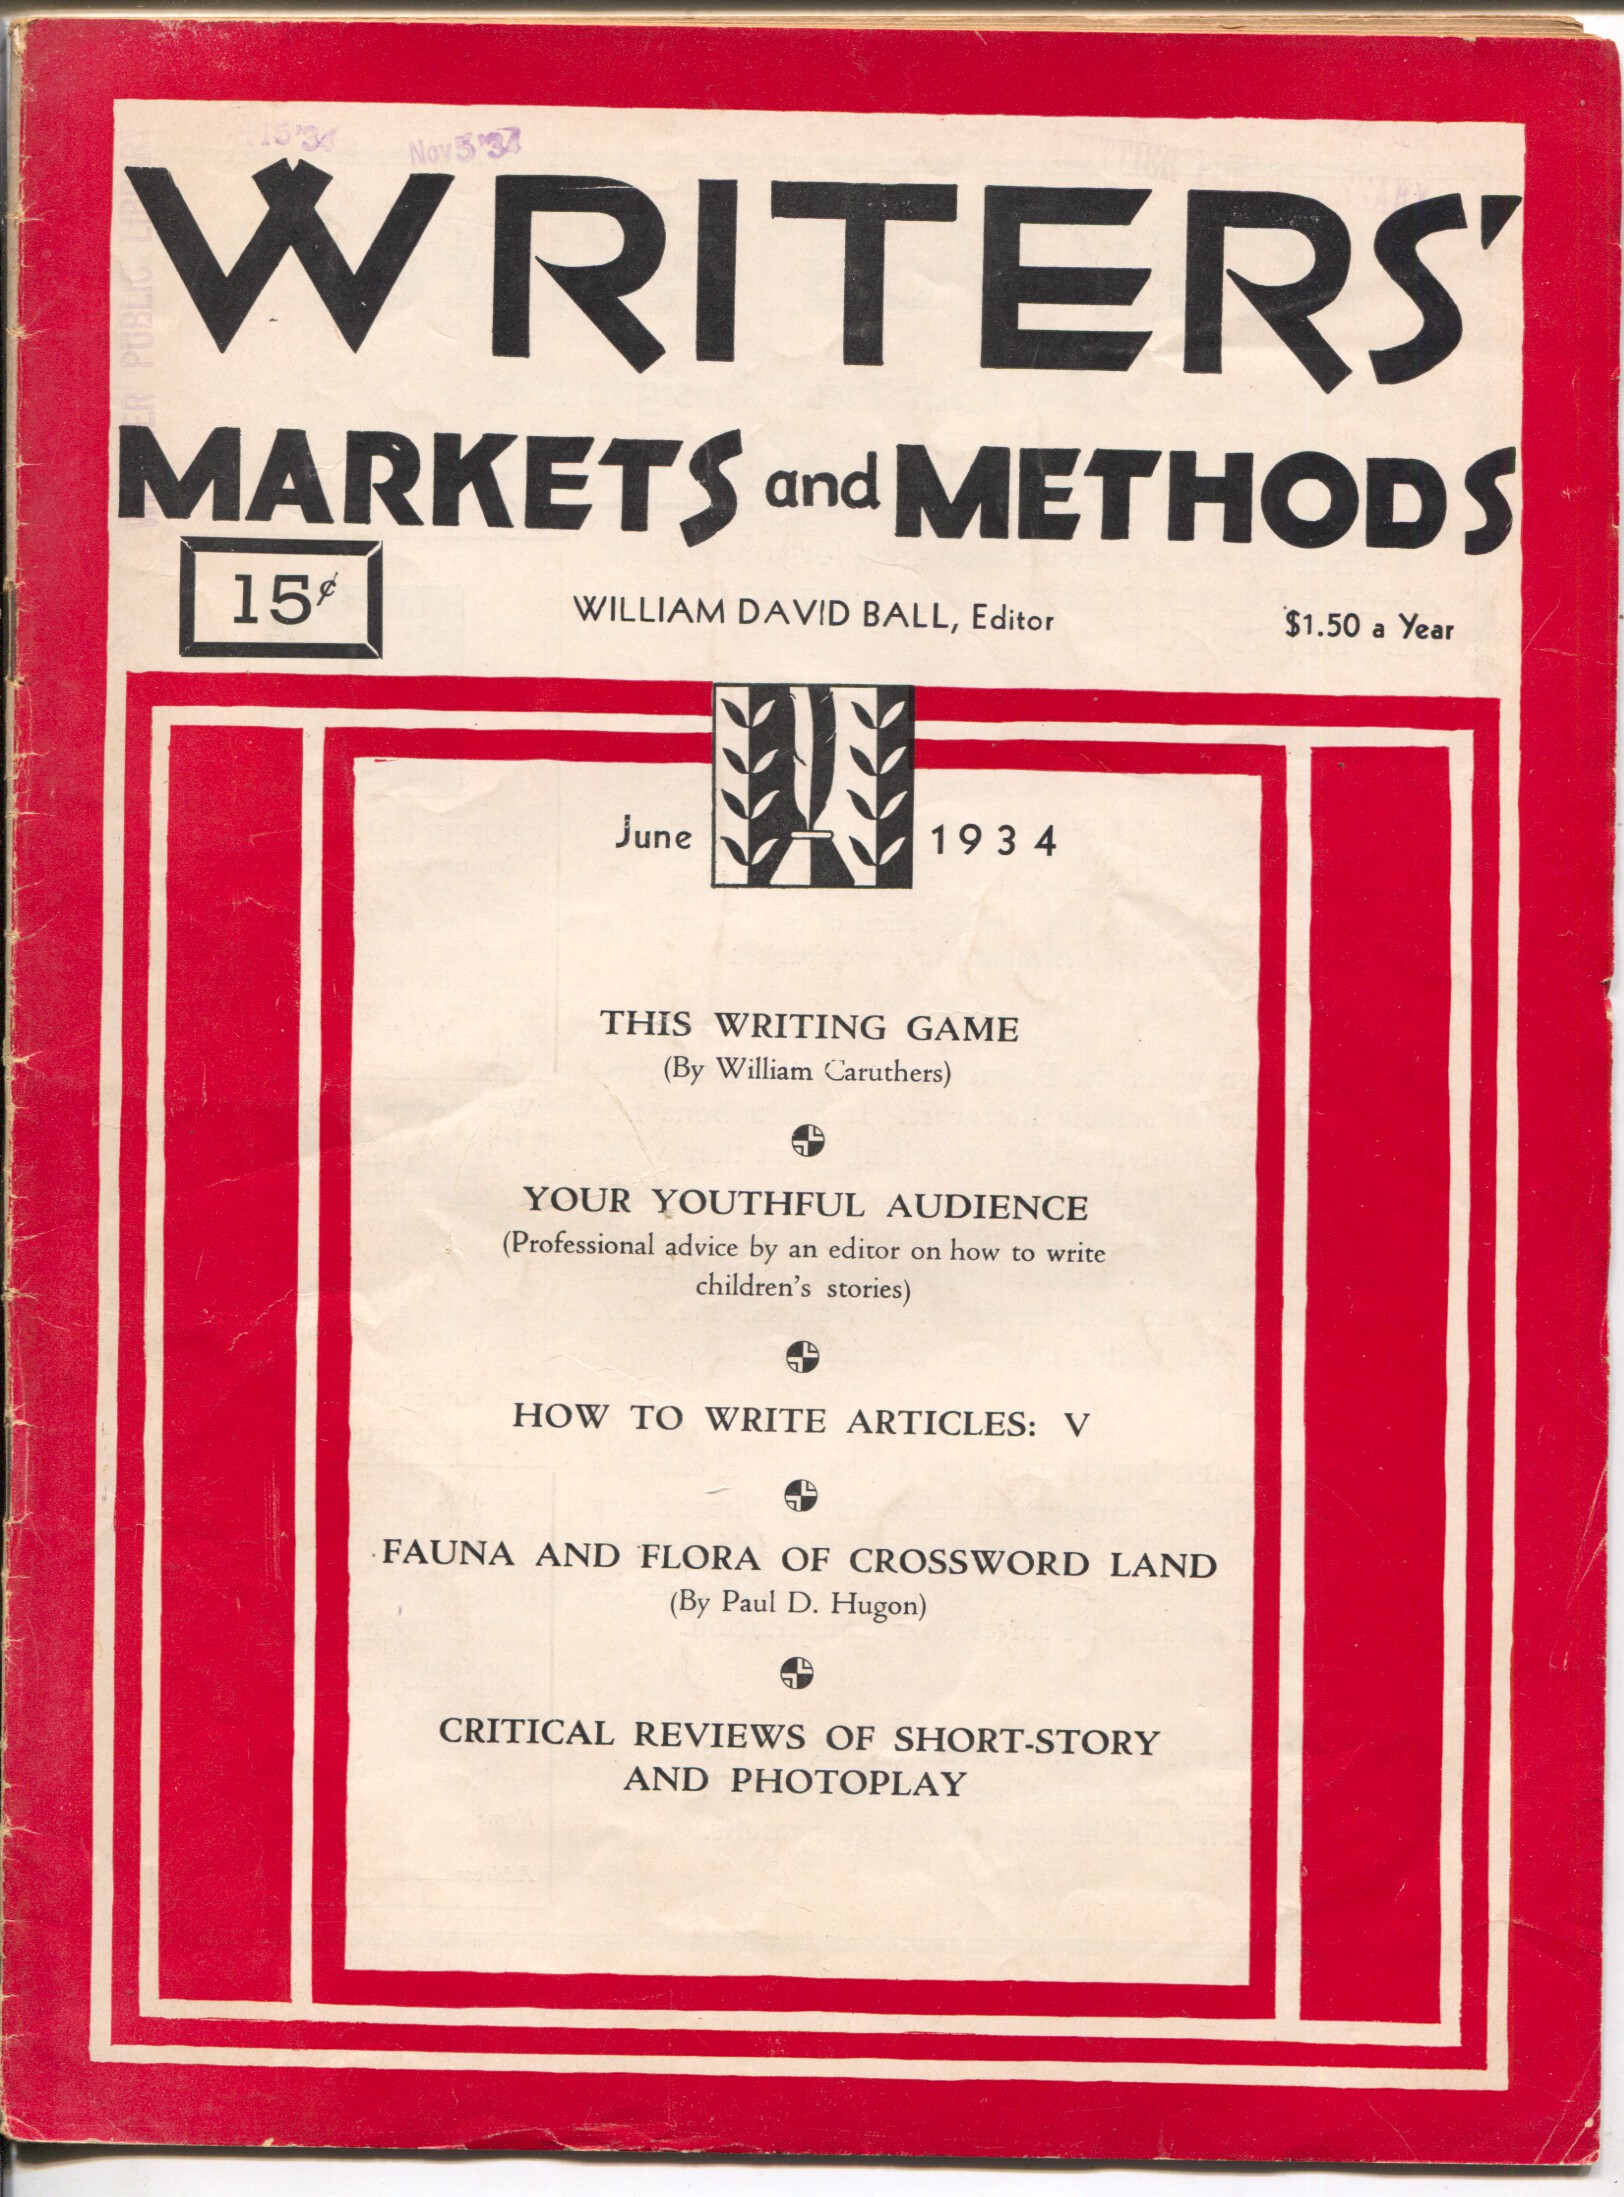 Nov 5 '3
WRITERS'
MARKETS and METHODS
15¢
WILLIAM DAVID BALL, Editor
$1.50 a Year
June 1934
THIS WRITING GAME
(By William Caruthers)
YOUR YOUTHFUL AUDIENCE
(Professional advice by an editor on how to write
children's stories)
HOW TO WRITE ARTICLES: V
FAUNA AND FLORA OF CROSSWORD LAND
(By Paul D. Hugon)
CRITICAL REVIEWS OF SHORT-STORY
AND PHOTOPLAY
PUBLIC